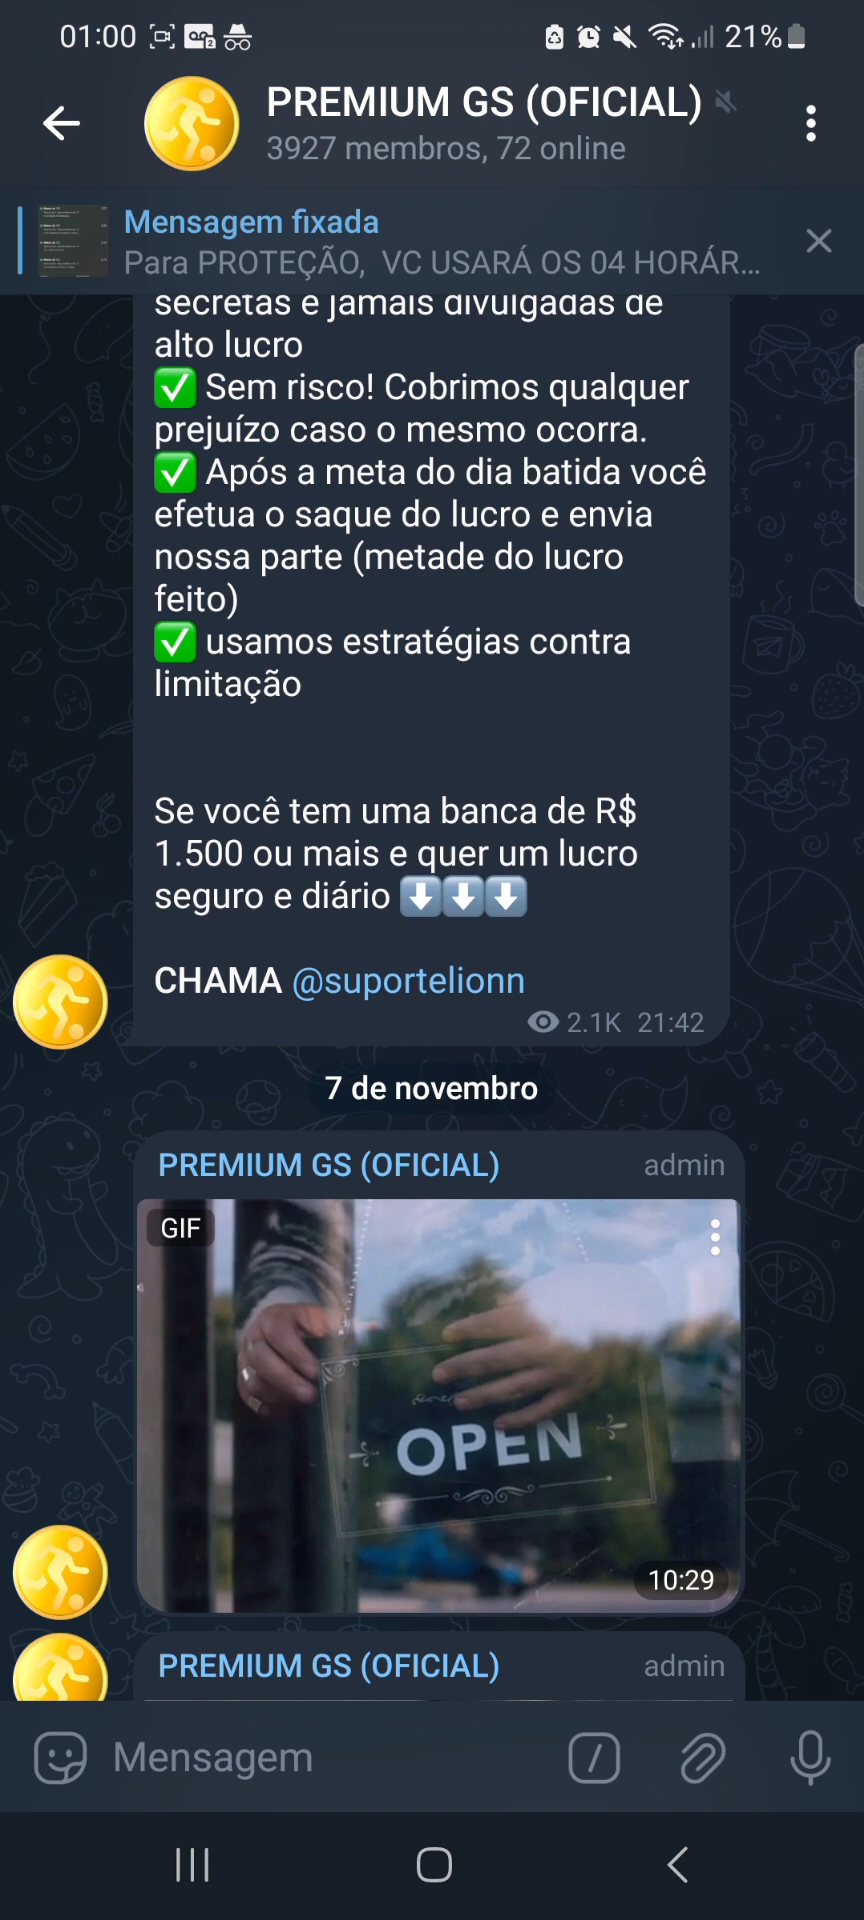 01:00
21%
PREMIUM GS (OFICIAL)
3927 membros, 72 online
Mensagem fixada
Para PROTEÇÃO, VC USARÁ OS 04 HORÁR...
secretas e jamais divulgadas de
alto lucro
✅ Sem risco! Cobrimos qualquer
prejuízo caso o mesmo ocorra.
✅ Após a meta do dia batida você
efetua o saque do lucro e envia
nossa parte (metade do lucro
feito)
✅ usamos estratégias contra
limitação
Se você tem uma banca de R$
1.500 ou mais e quer um lucro
seguro e diário ⬇️⬇️⬇️
CHAMA @suportelionn
2.1K 21:42
7 de novembro
PREMIUM GS (OFICIAL) admin
GIF
OPEN
10:29
PREMIUM GS (OFICIAL) admin
Mensagem